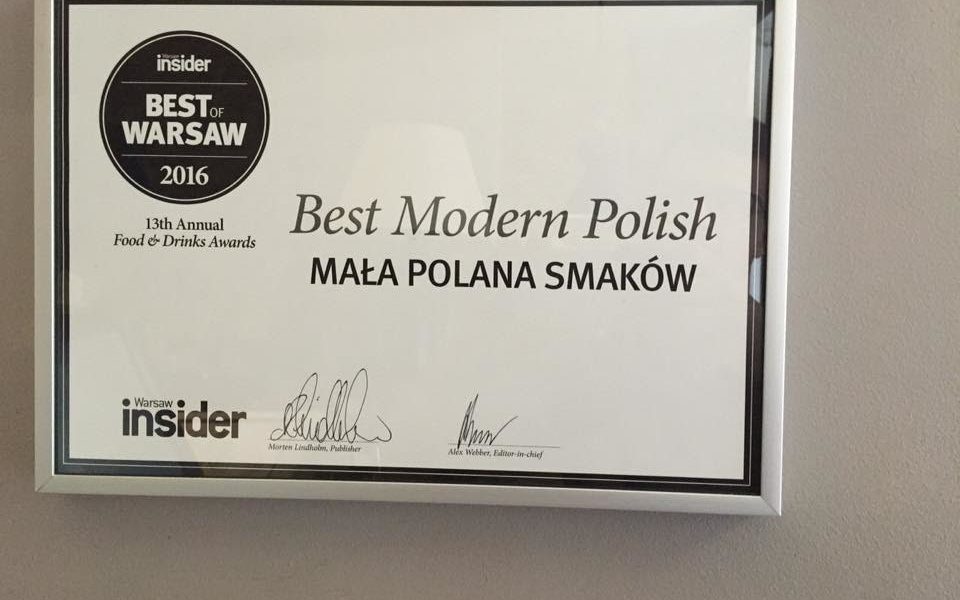 Warsaw
insider
BEST OF
WARSAW
2016
13th Annual
Food & Drinks Awards
Best Modern Polish
MAŁA POLANA SMAKÓW
Warsaw
insider
Morten Lindholm, Publisher
Alex Webber, Editor-in-chief